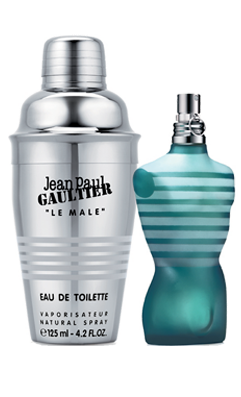 Jean Paul
GAULTIER
"LE MALE"
EAU DE TOILETTE
VAPORISATEUR
NATURAL SPRAY
℮125 ml - 4.2 FL.OZ.